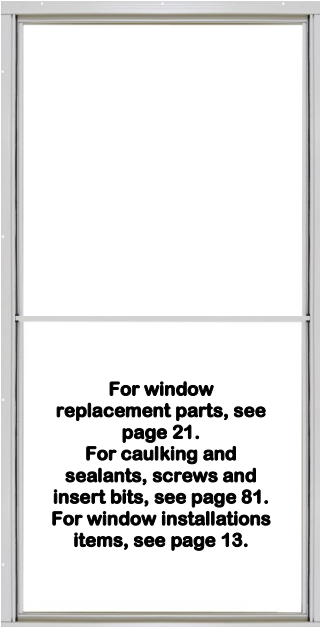 For window
replacement parts, see
page 21.
For caulking and
sealants, screws and
insert bits, see page 81.
For window installations
items, see page 13.